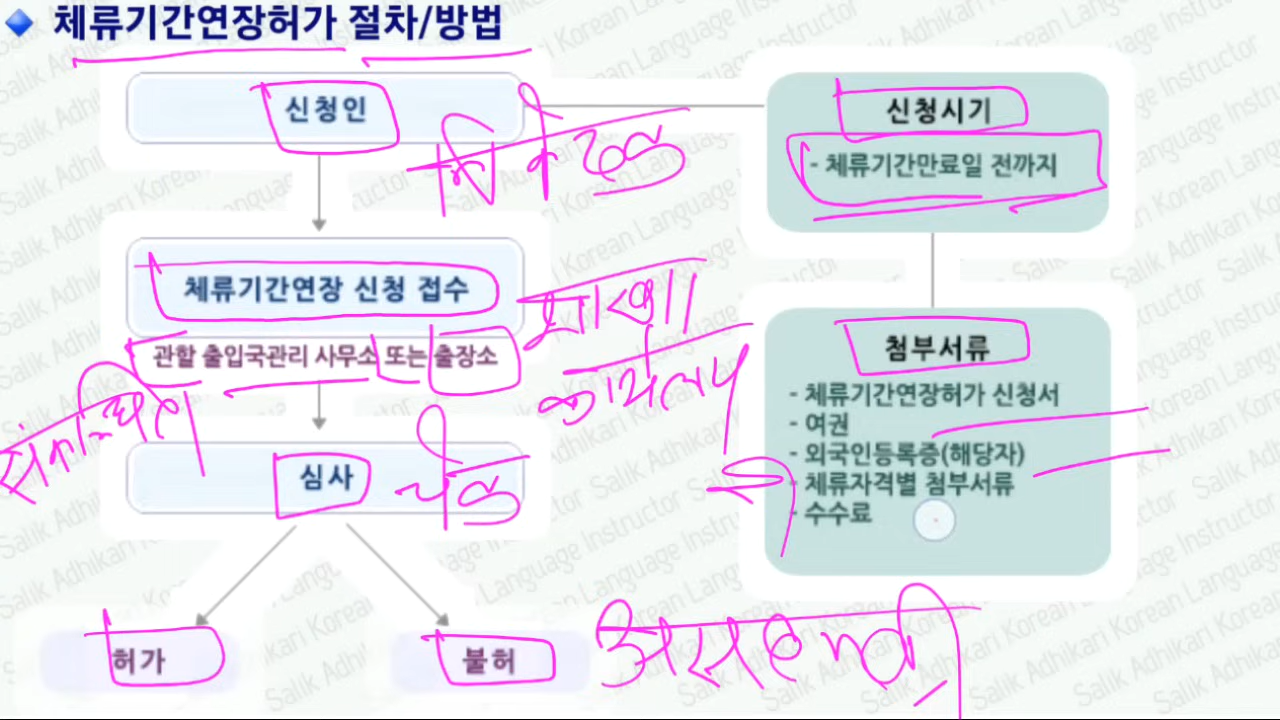 체류기간연장허가 절차/방법
신청인
신청시기
- 체류기간만료일 전까지
체류기간연장 신청 접수
관할 출입국관리 사무소 또는 출장소
첨부서류
- 체류기간연장허가 신청서
- 여권
- 외국인등록증(해당자)
- 체류자격별 첨부서류
- 수수료
심사
허가
불허
Salik Adhikari Korean Language Instructor